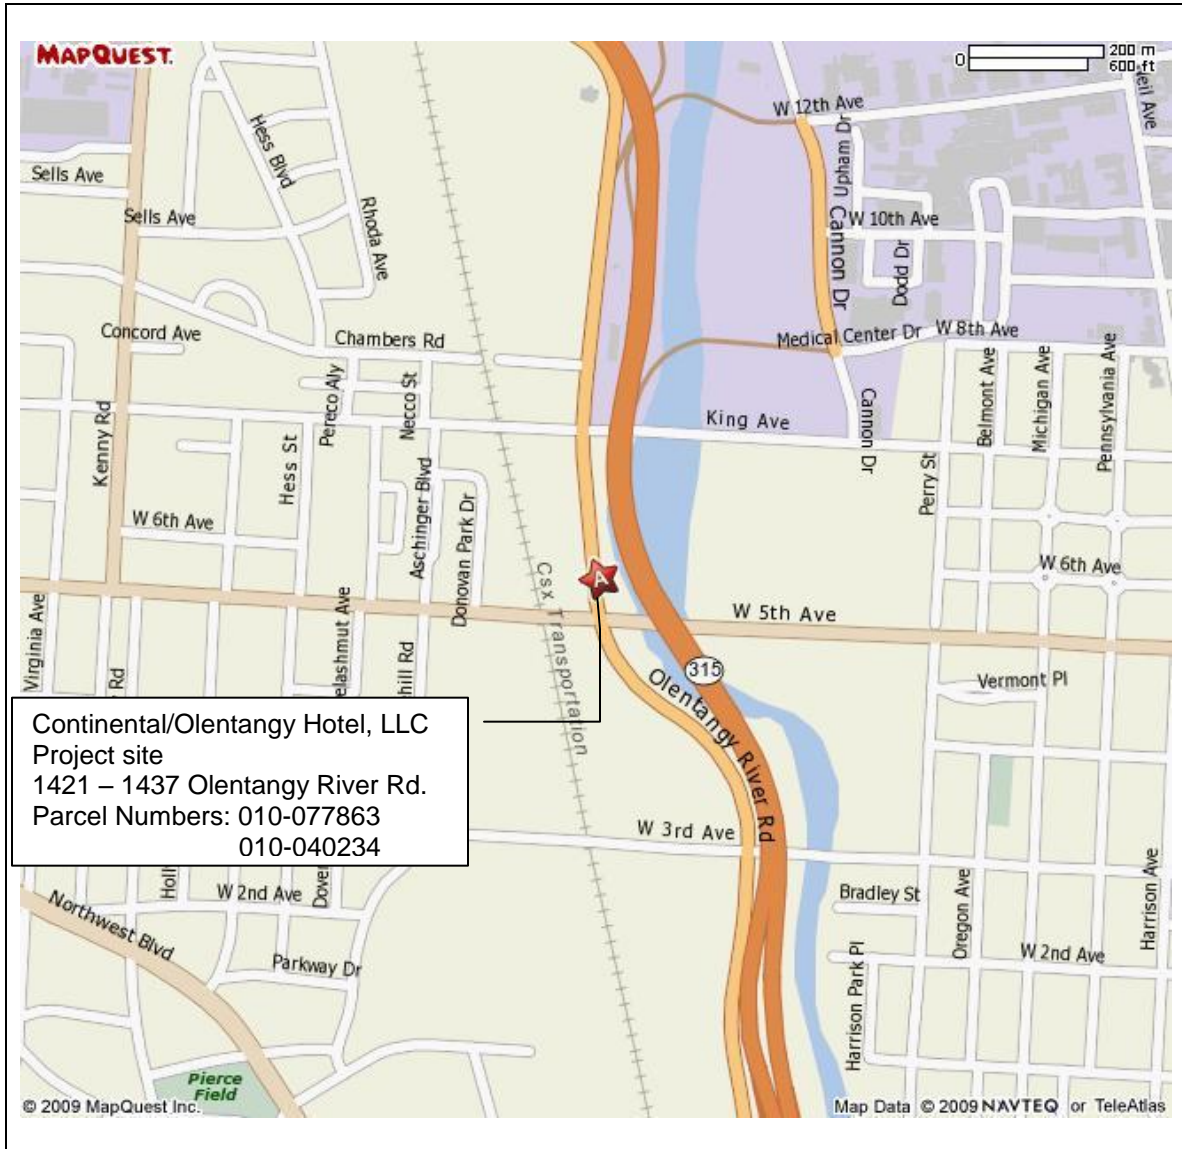 MAPQUEST.
0
200 m
600 ft
W 12th Ave
Neil Ave
Hess Blvd
Upham Dr
Sells Ave
Sells Ave
Rhoda Ave
W 10th Ave
Cannon Dr
Dodd Dr
Concord Ave
Chambers Rd
Medical Center Dr
W 8th Ave
Pereco Aly
Necco St
Kenny Rd
King Ave
Cannon Dr
Belmont Ave
Michigan Ave
Pennsylvania Ave
Hess St
Aschinger Blvd
Perry St
W 6th Ave
Donovan Park Dr
W 6th Ave
A
Csx Transportation
W 5th Ave
Virginia Ave
Rd
elashmut Ave
hill Rd
315
Olentangy River Rd
Vermont Pl
Continental/Olentangy Hotel, LLC
Project site
1421 – 1437 Olentangy River Rd.
Parcel Numbers: 010-077863
010-040234
W 3rd Ave
Holl
W 2nd Ave
Dover
Bradley St
Oregon Ave
Harrison Ave
Northwest Blvd
Parkway Dr
Harrison Park Pl
W 2nd Ave
Pierce
Field
© 2009 MapQuest Inc.
Map Data © 2009 NAVTEQ or TeleAtlas